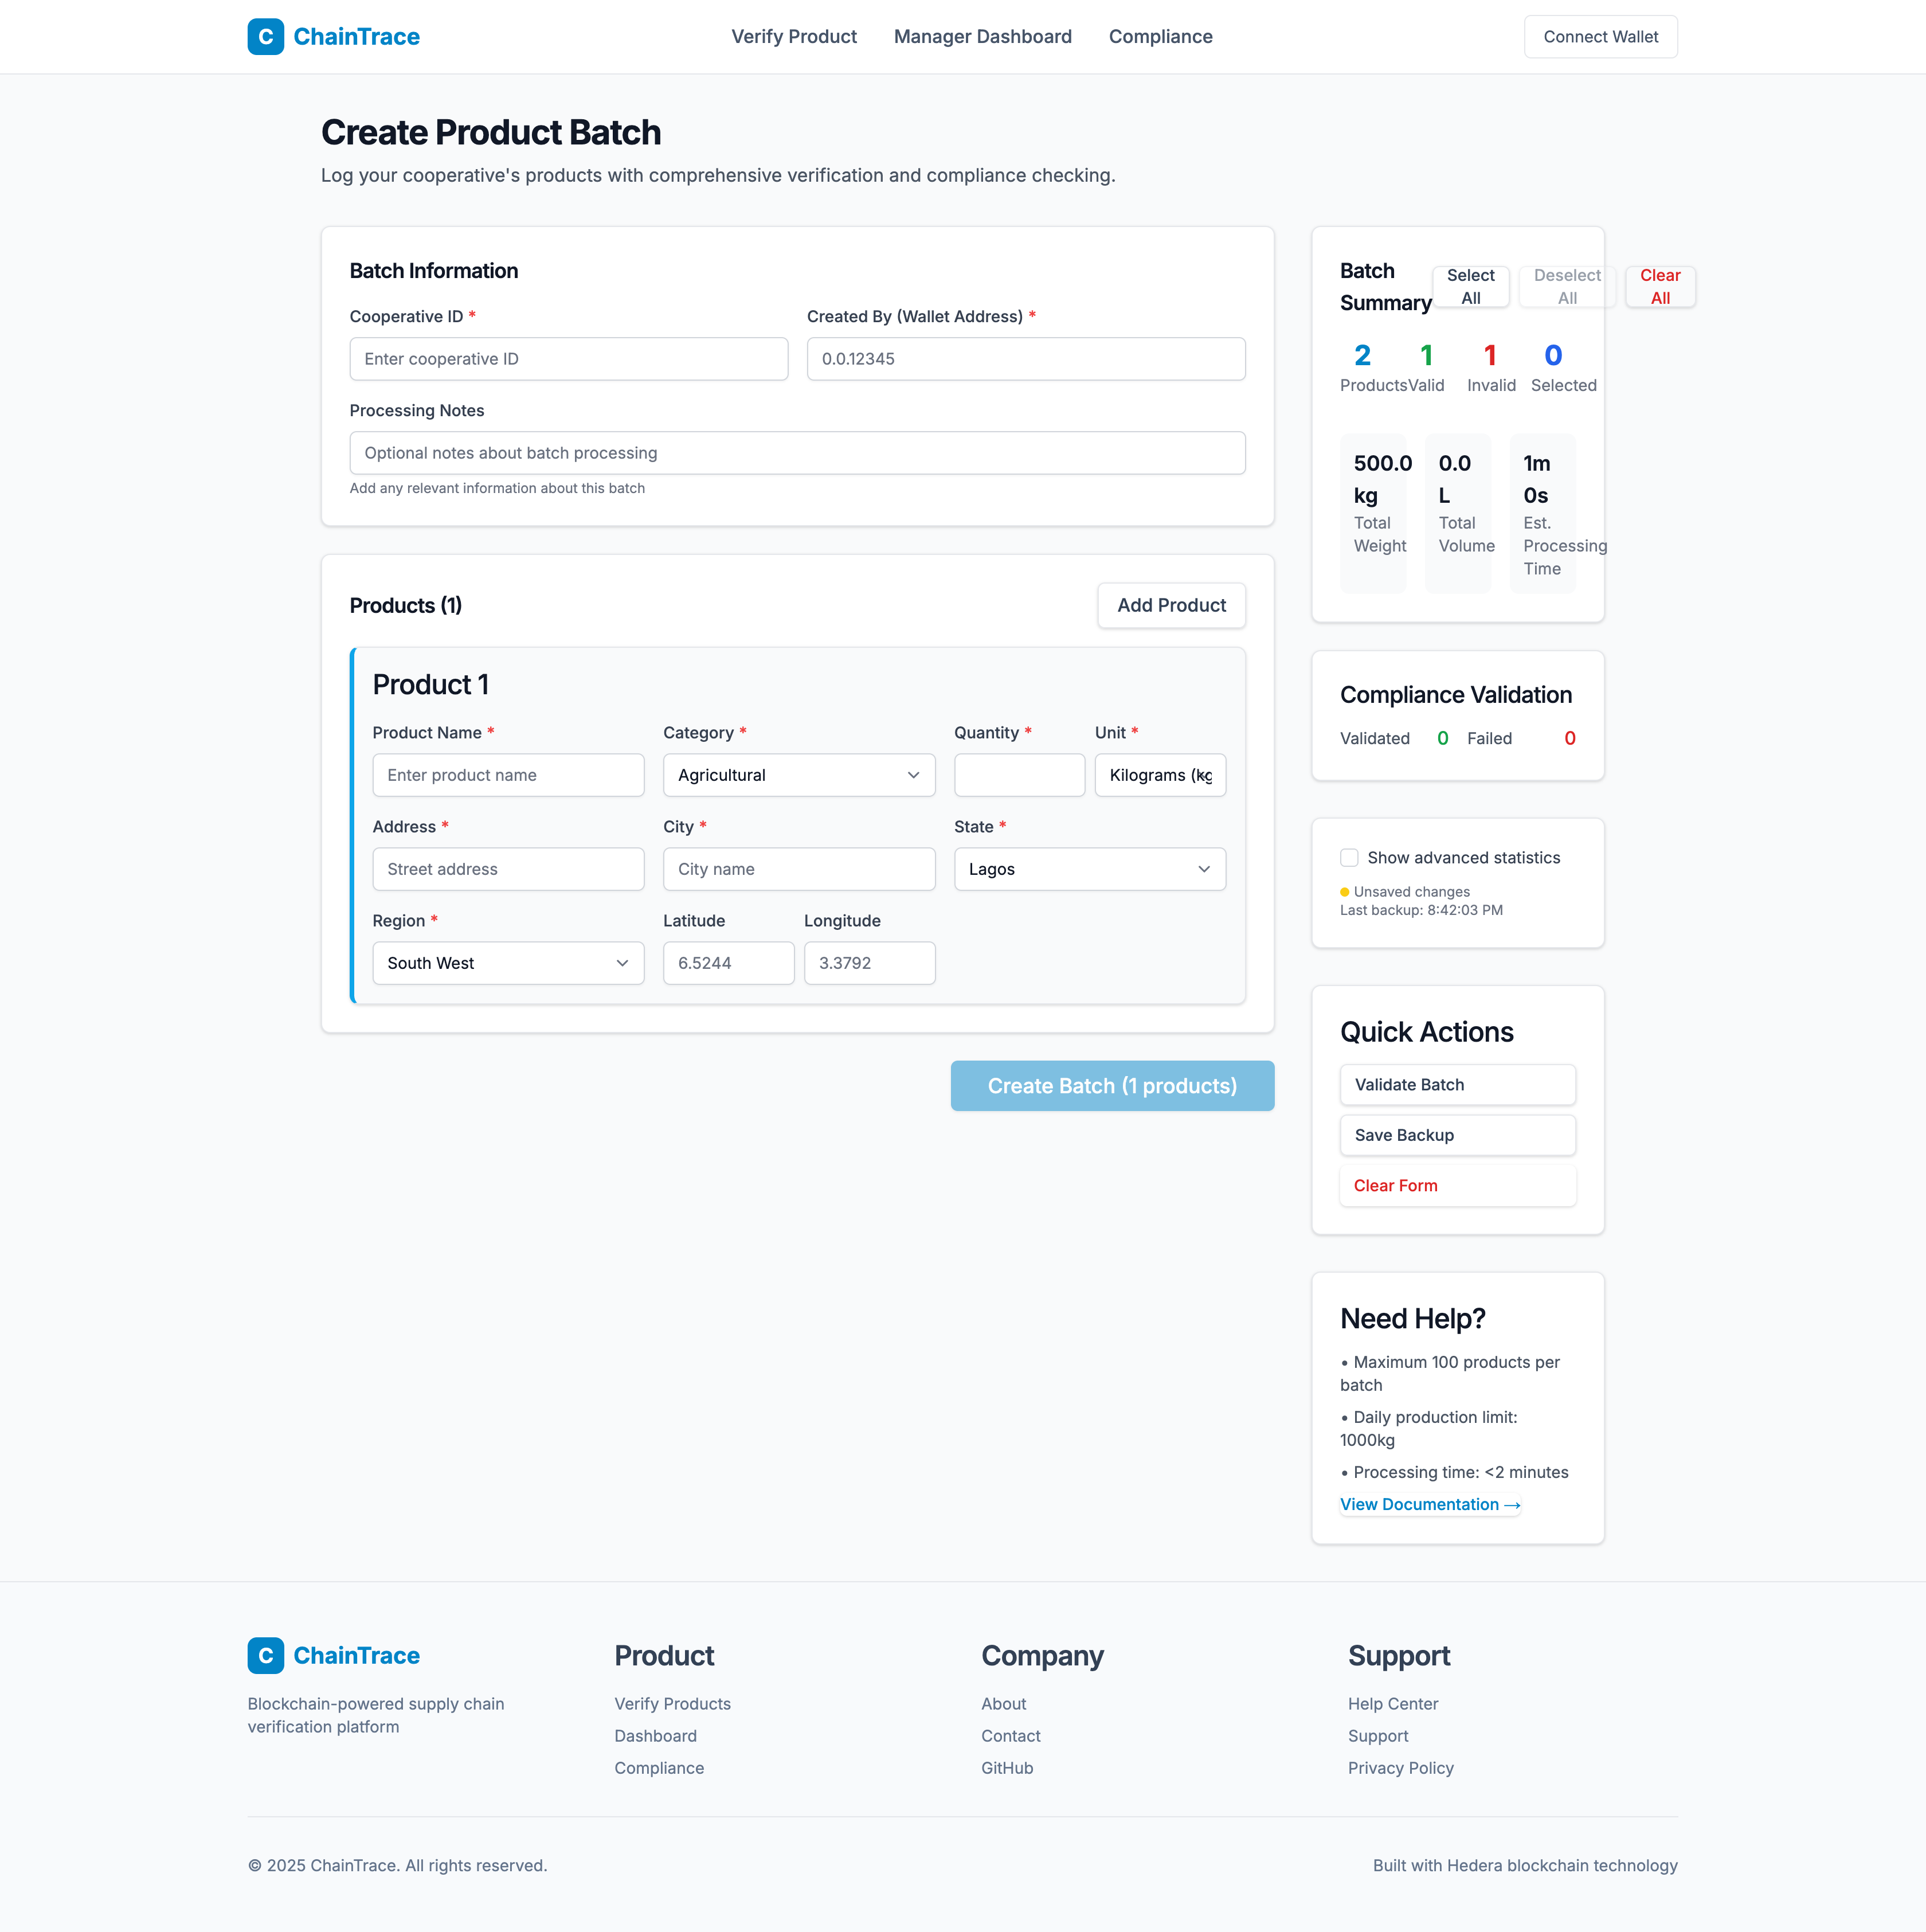 C ChainTrace
Verify Product
Manager Dashboard
Compliance
Connect Wallet
Create Product Batch
Log your cooperative's products with comprehensive verification and compliance checking.
Batch Information
Cooperative ID *
Created By (Wallet Address) *
Enter cooperative ID
0.0.12345
Processing Notes
Optional notes about batch processing
Add any relevant information about this batch
Products (1)
Add Product
Product 1
Product Name *
Category *
Quantity *
Unit *
Enter product name
Agricultural
Kilograms (kg
Address *
City *
State *
Street address
City name
Lagos
Region *
Latitude
Longitude
South West
6.5244
3.3792
Create Batch (1 products)
Batch
Summary
Select
All
Deselect
All
Clear
All
2
1
1
0
Products
Valid
Invalid
Selected
500.0
kg
Total
Weight
0.0
L
Total
Volume
1m
0s
Est.
Processing
Time
Compliance Validation
Validated 0 Failed 0
Show advanced statistics
Unsaved changes
Last backup: 8:42:03 PM
Quick Actions
Validate Batch
Save Backup
Clear Form
Need Help?
• Maximum 100 products per
batch
• Daily production limit:
1000kg
• Processing time: <2 minutes
View Documentation →
C ChainTrace
Blockchain-powered supply chain
verification platform
Product
Verify Products
Dashboard
Compliance
Company
About
Contact
GitHub
Support
Help Center
Support
Privacy Policy
© 2025 ChainTrace. All rights reserved.
Built with Hedera blockchain technology